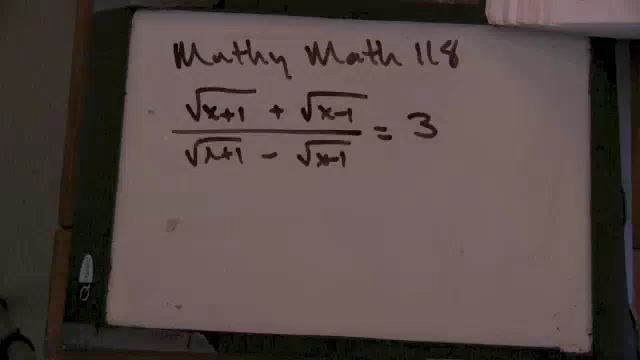 Mathy Math 118
√x+1 + √x-1
√x+1 - √x-1 = 3